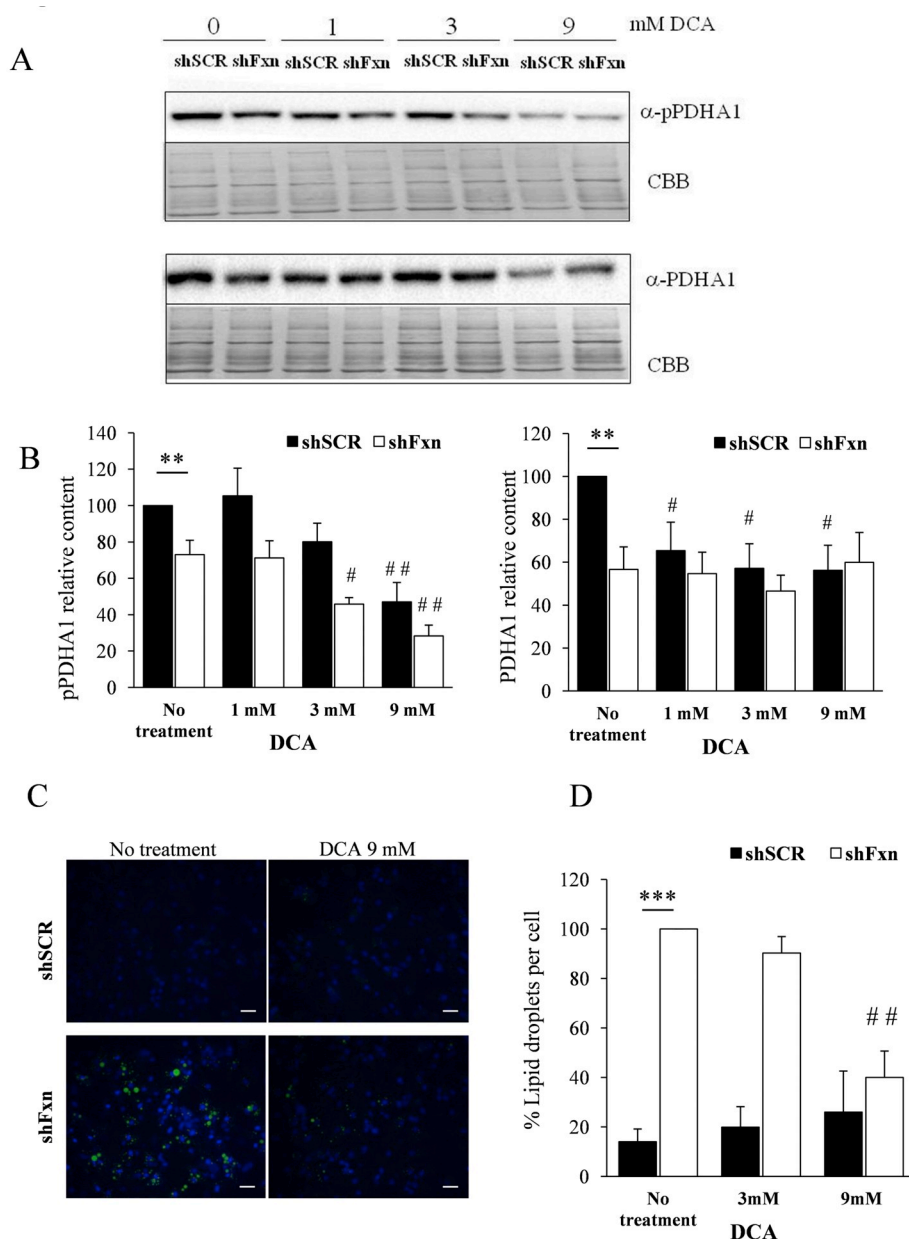 0 1 3 9 mM DCA
A
shSCR shFxn shSCR shFxn shSCR shFxn shSCR shFxn
α-pPDHA1
CBB
α-PDHA1
CBB
B
140
120
100
80
60
40
20
0
pPDHA1 relative content
shSCR shFxn
**
#
# #
# #
No treatment 1 mM 3 mM 9 mM
DCA
120
100
80
60
40
20
0
PDHA1 relative content
shSCR shFxn
**
#
#
#
No treatment 1 mM 3 mM 9 mM
DCA
C
No treatment DCA 9 mM
shSCR
shFxn
D
shSCR shFxn
120
100
80
60
40
20
0
% Lipid droplets per cell
***
# #
No treatment 3mM 9mM
DCA